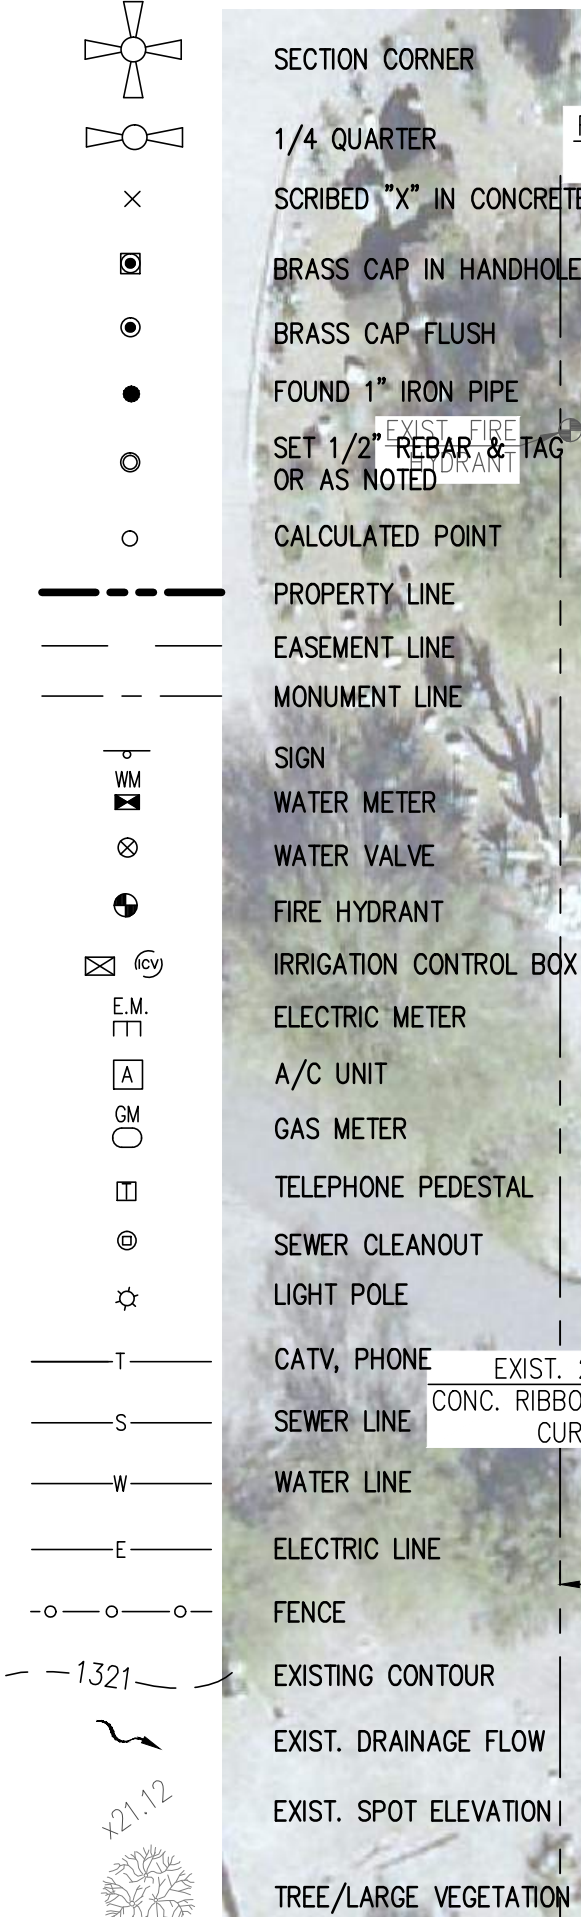 SECTION CORNER
1/4 QUARTER
SCRIBED "X" IN CONCRETE
BRASS CAP IN HANDHOLE
BRASS CAP FLUSH
FOUND 1" IRON PIPE
EXIST. FIRE
HYDRANT
SET 1/2" REBAR & TAG
OR AS NOTED
CALCULATED POINT
PROPERTY LINE
EASEMENT LINE
MONUMENT LINE
SIGN
WM
WATER METER
WATER VALVE
FIRE HYDRANT
(ICV) IRRIGATION CONTROL BOX
E.M.
ELECTRIC METER
A A/C UNIT
GM
GAS METER
T TELEPHONE PEDESTAL
SEWER CLEANOUT
LIGHT POLE
T CATV, PHONE
EXIST.
CONC. RIBBO
CUR
S SEWER LINE
W WATER LINE
E ELECTRIC LINE
FENCE
1321 EXISTING CONTOUR
EXIST. DRAINAGE FLOW
x21.12 EXIST. SPOT ELEVATION
TREE/LARGE VEGETATION